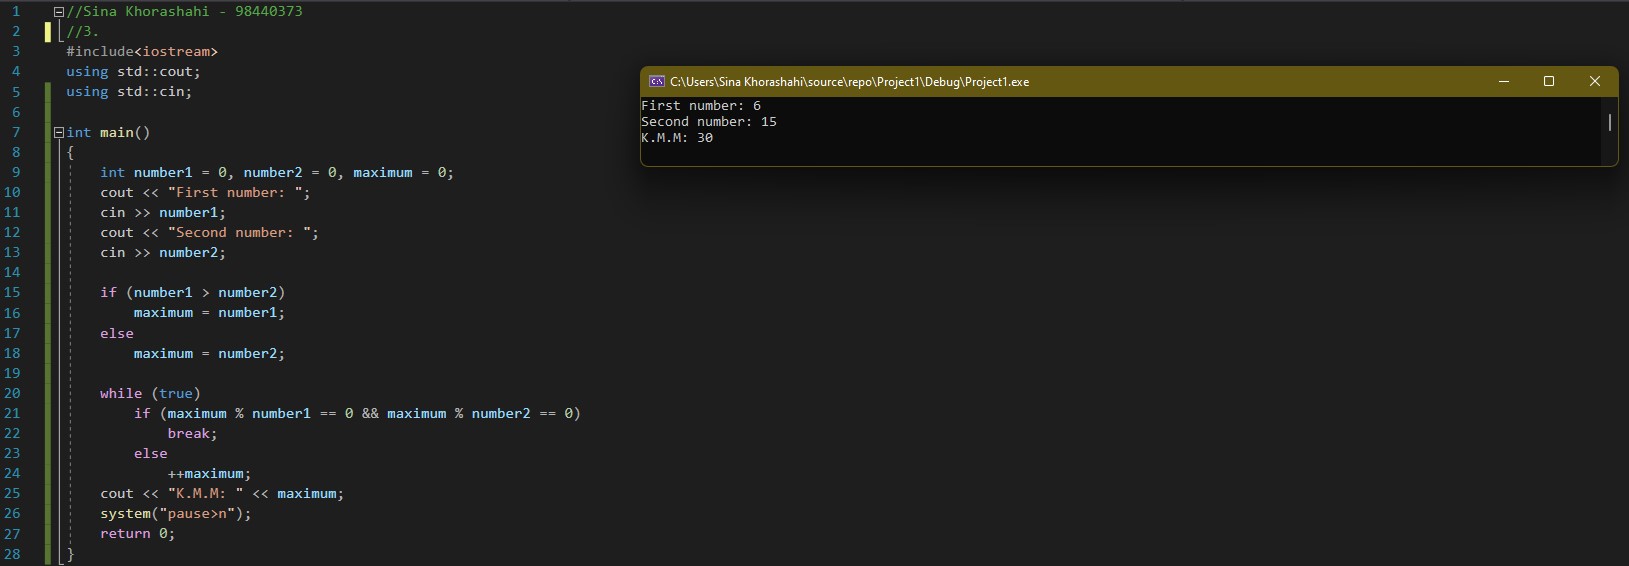 1 //Sina Khorashahi - 98440373
2 //3.
3 #include<iostream>
4 using std::cout;
5 using std::cin;
6
7 int main()
8 {
9 int number1 = 0, number2 = 0, maximum = 0;
10 cout << "First number: ";
11 cin >> number1;
12 cout << "Second number: ";
13 cin >> number2;
14
15 if (number1 > number2)
16 maximum = number1;
17 else
18 maximum = number2;
19
20 while (true)
21 if (maximum % number1 == 0 && maximum % number2 == 0)
22 break;
23 else
24 ++maximum;
25 cout << "K.M.M: " << maximum;
26 system("pause>n");
27 return 0;
28 }
C:\Users\Sina Khorashahi\source\repo\Project1\Debug\Project1.exe
First number: 6
Second number: 15
K.M.M: 30